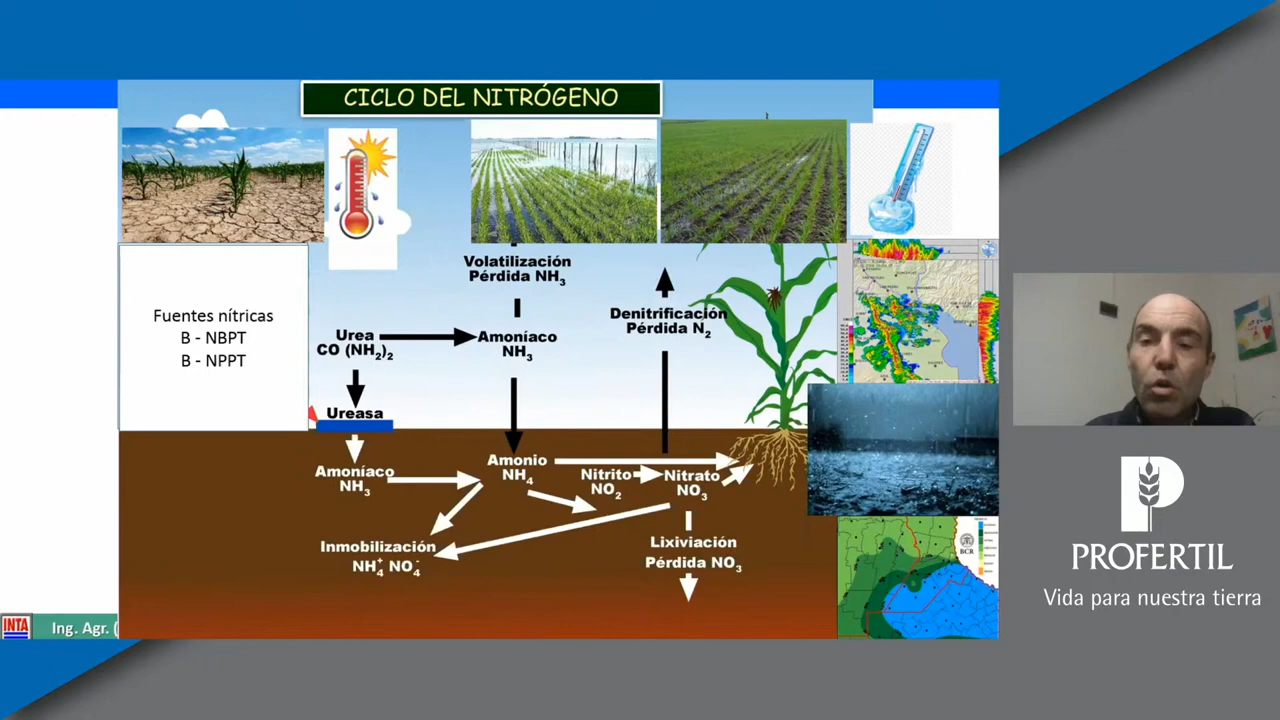 CICLO DEL NITRÓGENO
Fuentes nítricas
B - NBPT
B - NPPT
Volatilización
Pérdida NH3
Urea
CO (NH2)2
Amoníaco
NH3
Denitrificación
Pérdida N2
Ureasa
Amoníaco
NH3
Amonio
NH4
Nitrito
NO2
Nitrato
NO3
Inmobilización
NH4+ NO4-
Lixiviación
Pérdida NO3
BCR
INTA
Ing. Agr. (
PROFERTIL
Vida para nuestra tierra